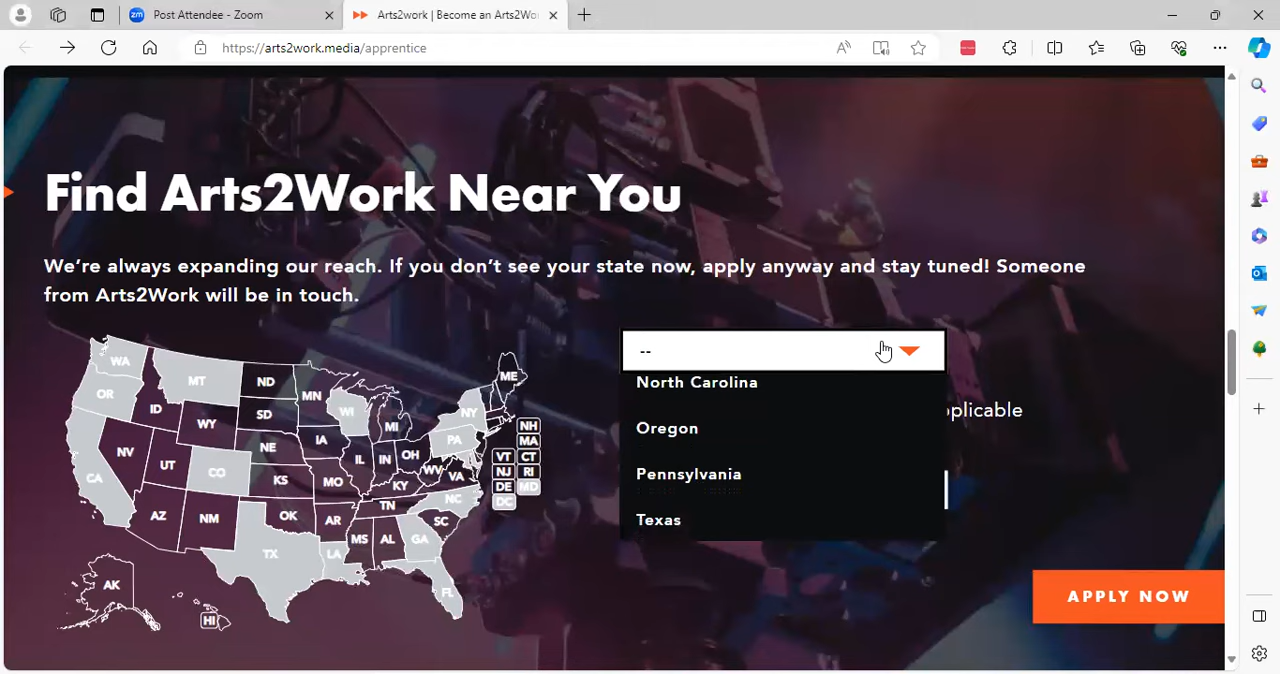 Post Attendee - Zoom
Arts2work | Become an Arts2Wo
https://arts2work.media/apprentice
Find Arts2Work Near You
We're always expanding our reach. If you don't see your state now, apply anyway and stay tuned! Someone
from Arts2Work will be in touch.
--
North Carolina
Oregon
Pennsylvania
Texas
plicable
APPLY NOW
WA
MT
ND
MN
ME
OR
ID
SD
WI
NY
WY
MI
NH
IA
PA
MA
NV
NE
OH
VT
CT
UT
CO
IL
IN
WV
NJ
RI
CA
KS
MO
VA
DE
MD
KY
NC
DC
AZ
NM
OK
AR
TN
SC
TX
LA
MS
AL
GA
AK
FL
HI